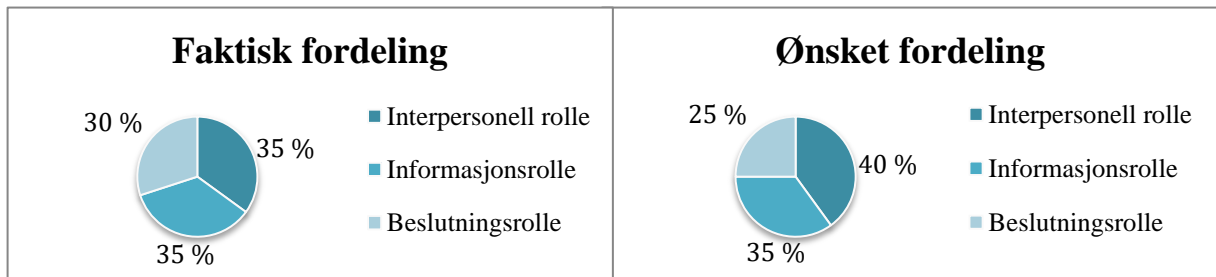 Faktisk fordeling
30 %
35 %
35 %
Interpersonell rolle
Informasjonsrolle
Beslutningsrolle
Ønsket fordeling
25 %
40 %
35 %
Interpersonell rolle
Informasjonsrolle
Beslutningsrolle